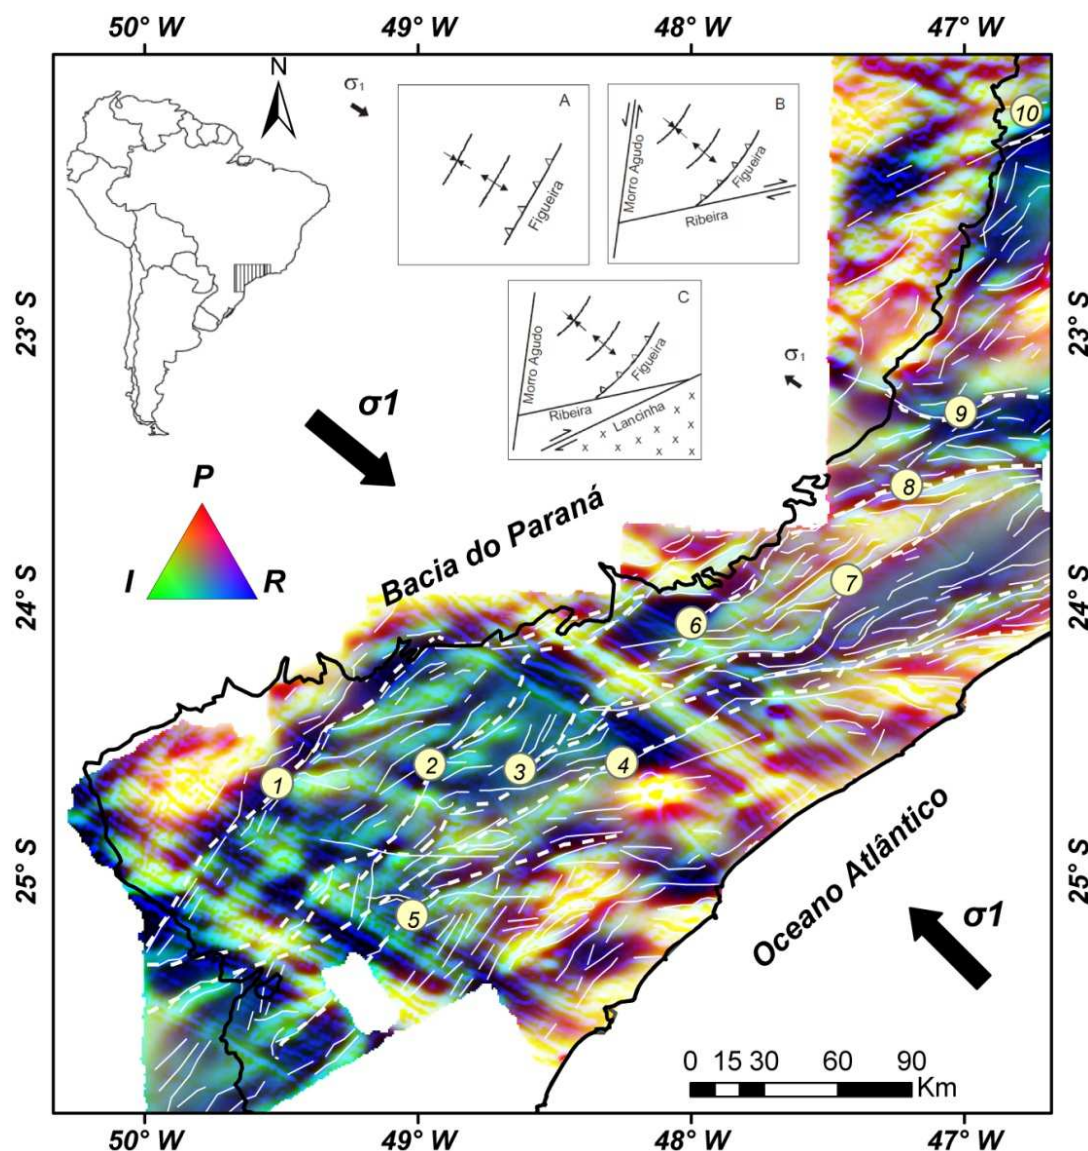 50° W 49° W 48° W 47° W
N
σ1
A
Figueira
B
Morro Agudo
Figueira
Ribeira
C
Morro Agudo
Figueira
Ribeira
Lancinha
x x x x x x x x x x x
σ1
23° S
23° S
σ1
P
I R
Bacia do Paraná
24° S
24° S
25° S
25° S
Oceano Atlântico
σ1
10
9
8
7
6
1
2
3
4
5
0 15 30 60 90
Km
50° W 49° W 48° W 47° W